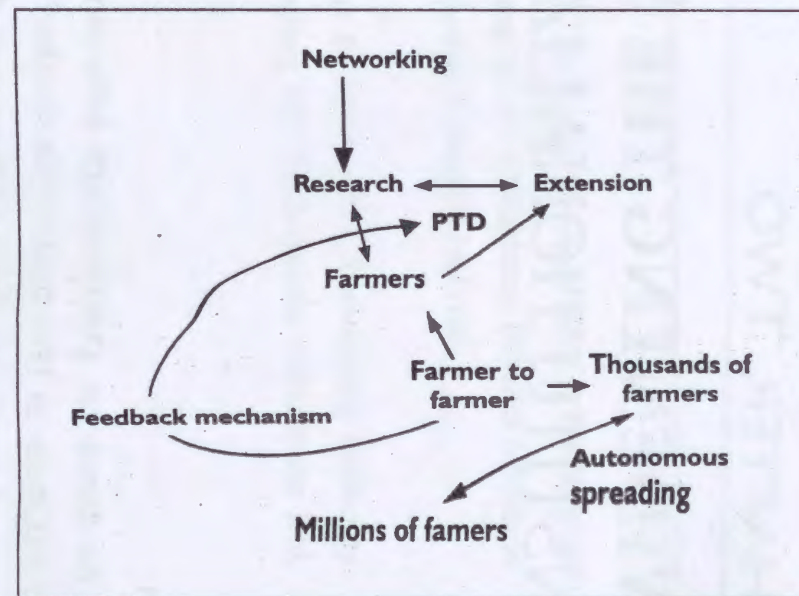 Networking
Research
Extension
PTD
Farmers
Farmer to
farmer
Thousands of
farmers
Feedback mechanism
Autonomous
spreading
Millions of famers